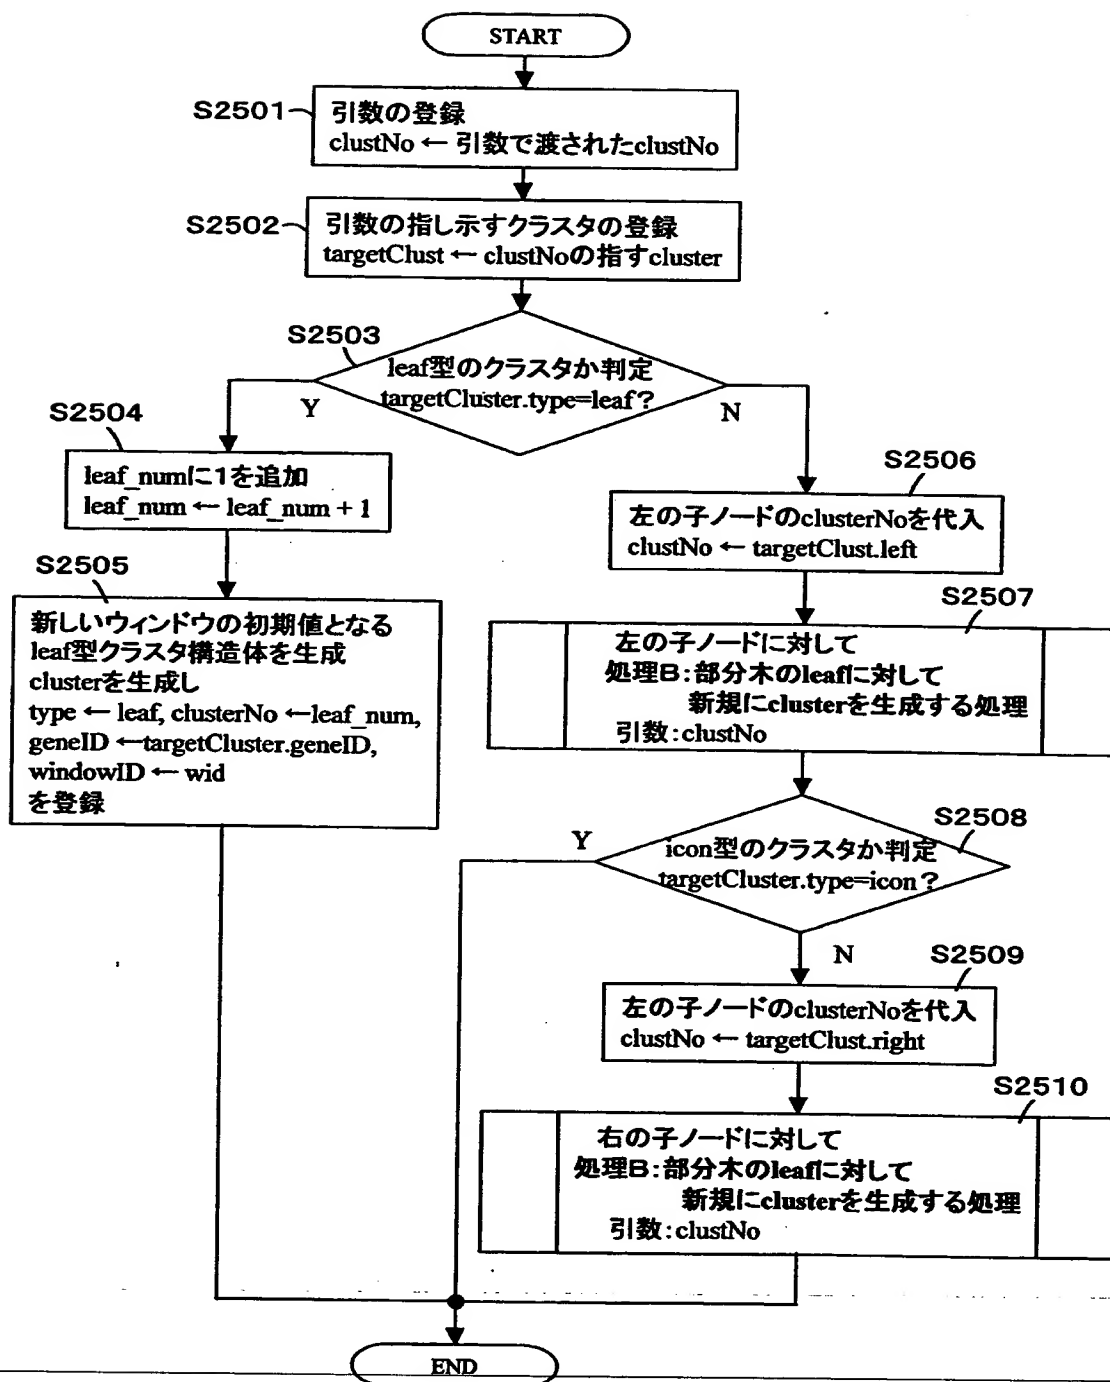 START
S2501
引数の登録
clustNo ← 引数で渡されたclustNo
S2502
引数の指し示すクラスタの登録
targetClust ← clustNoの指すcluster
S2503
leaf型のクラスタか判定
targetCluster.type=leaf?
Y
N
S2504
leaf_numに1を追加
leaf_num ← leaf_num + 1
S2505
新しいウィンドウの初期値となる
leaf型クラスタ構造体を生成
clusterを生成し
type ← leaf, clusterNo ←leaf_num,
geneID ←targetCluster.geneID,
windowID ← wid
を登録
S2506
左の子ノードのclusterNoを代入
clustNo ← targetClust.left
S2507
左の子ノードに対して
処理B:部分木のleafに対して
新規にclusterを生成する処理
引数:clustNo
S2508
icon型のクラスタか判定
targetCluster.type=icon?
Y
N
S2509
左の子ノードのclusterNoを代入
clustNo ← targetClust.right
S2510
右の子ノードに対して
処理B:部分木のleafに対して
新規にclusterを生成する処理
引数:clustNo
END